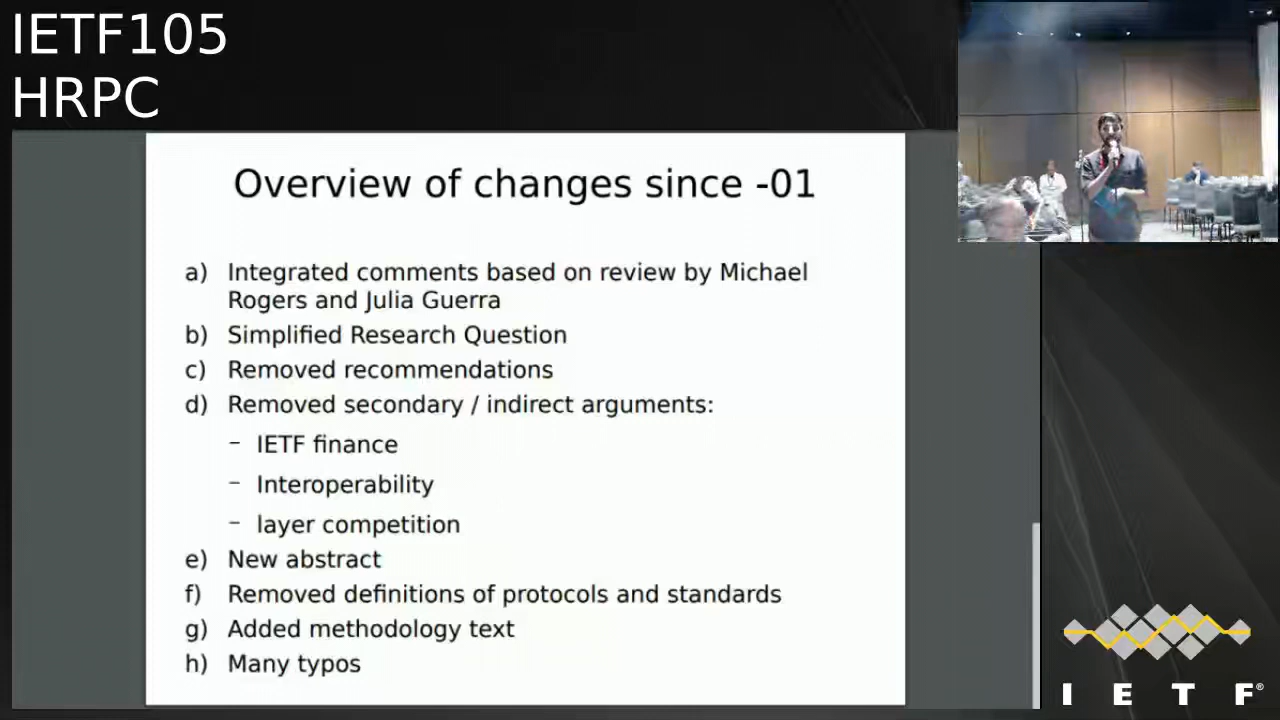 IETF105
HRPC
Overview of changes since -01
a) Integrated comments based on review by Michael
Rogers and Julia Guerra
b) Simplified Research Question
c) Removed recommendations
d) Removed secondary / indirect arguments:
– IETF finance
– Interoperability
– layer competition
e) New abstract
f) Removed definitions of protocols and standards
g) Added methodology text
h) Many typos
I E T F®